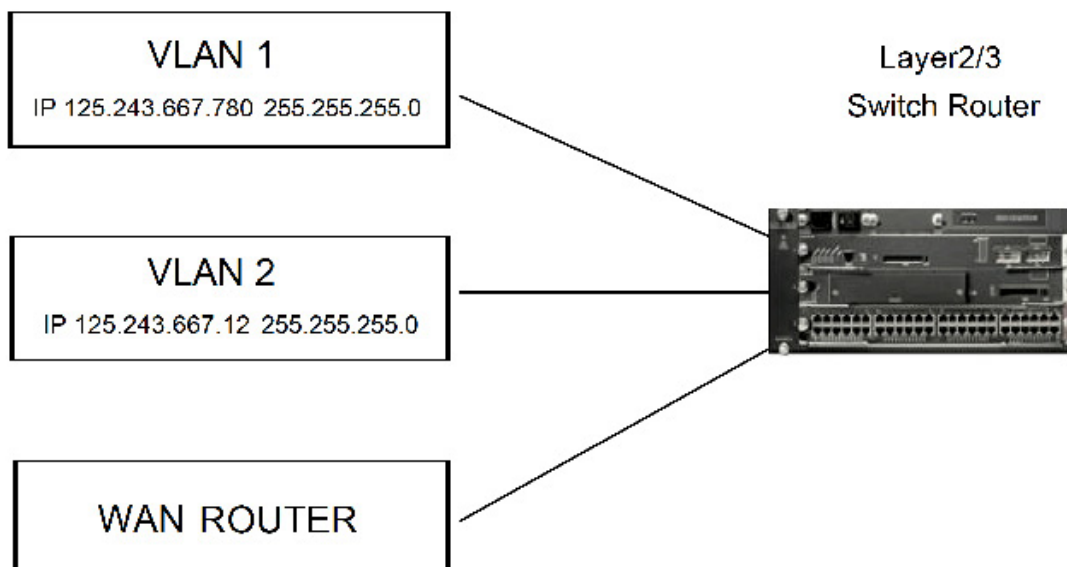 VLAN 1
IP 125.243.667.780 255.255.255.0
Layer2/3
Switch Router
VLAN 2
IP 125.243.667.12 255.255.255.0
WAN ROUTER